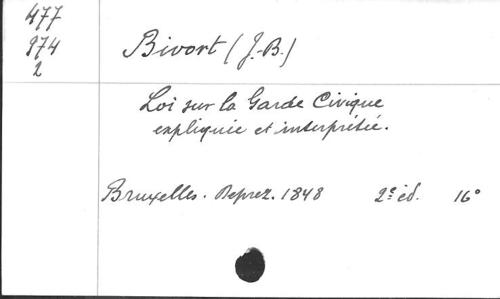 477
974
2
Bivort (J.-B.)
Loi sur la Garde Civique
expliquée et interprétée.
Bruxelles. Deprez. 1848 2e éd. 16°